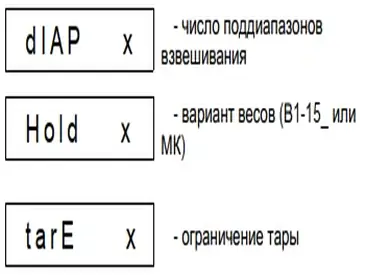 dIAP x
- число поддиапазонов
взвешивания
Hold x
- вариант весов (В1-15_ или
МК)
tarE x
- ограничение тары